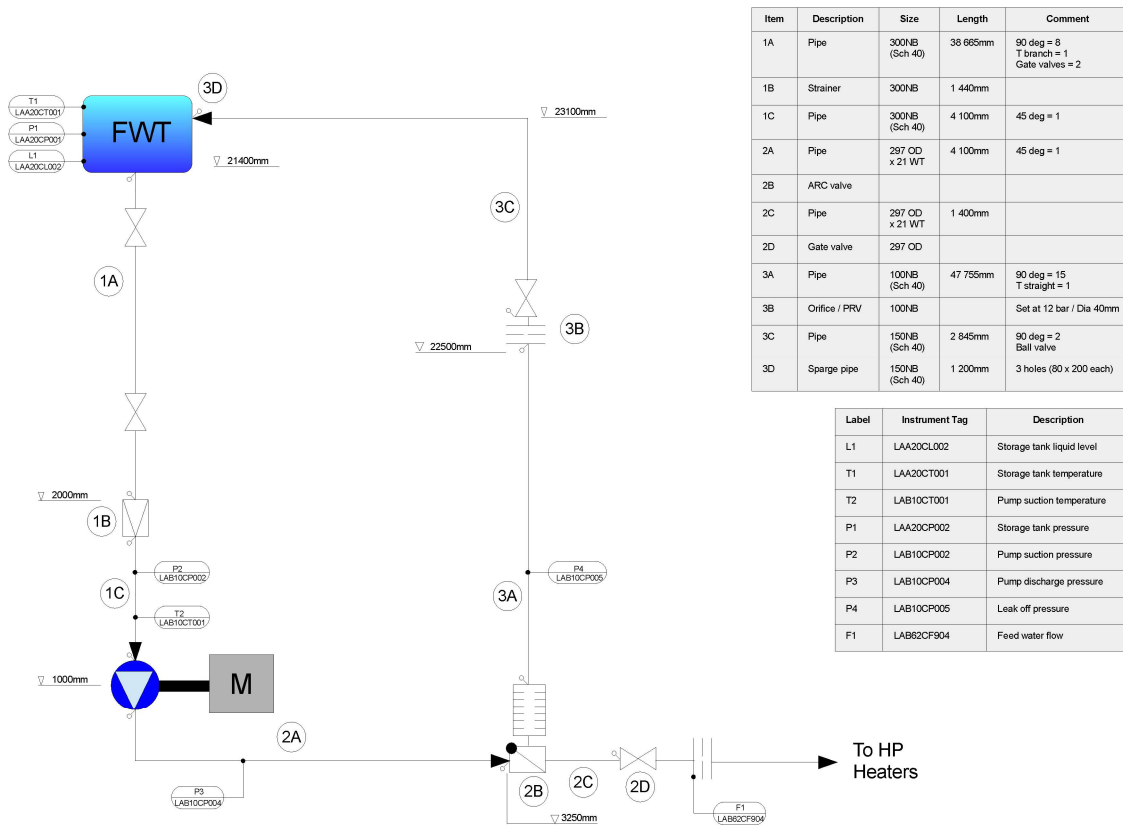 T1
LAA20CT001
P1
LAA20CP001
L1
LAA20CL002
FWT
3D
23100mm
21400mm
3C
1A
3B
22500mm
2000mm
1B
P2
LAB10CP002
1C
T2
LAB10CT001
P4
LAB10CP005
3A
1000mm
M
2A
P3
LAB10CP004
2B
2C
2D
3250mm
F1
LAB62CF904
To HP
Heaters
Item Description Size Length Comment
1A Pipe 300NB 38 665mm 90 deg = 8
(Sch 40) T branch = 1
Gate valves = 2
1B Strainer 300NB 1 440mm
1C Pipe 300NB 4 100mm 45 deg = 1
(Sch 40)
2A Pipe 297 OD 4 100mm 45 deg = 1
x 21 WT
2B ARC valve
2C Pipe 297 OD 1 400mm
x 21 WT
2D Gate valve 297 OD
3A Pipe 100NB 47 755mm 90 deg = 15
(Sch 40) T straight = 1
3B Orifice / PRV 100NB Set at 12 bar / Dia 40mm
3C Pipe 150NB 2 845mm 90 deg = 2
(Sch 40) Ball valve
3D Sparge pipe 150NB 1 200mm 3 holes (80 x 200 each)
(Sch 40)
Label Instrument Tag Description
L1 LAA20CL002 Storage tank liquid level
T1 LAA20CT001 Storage tank temperature
T2 LAB10CT001 Pump suction temperature
P1 LAA20CP002 Storage tank pressure
P2 LAB10CP002 Pump suction pressure
P3 LAB10CP004 Pump discharge pressure
P4 LAB10CP005 Leak off pressure
F1 LAB62CF904 Feed water flow